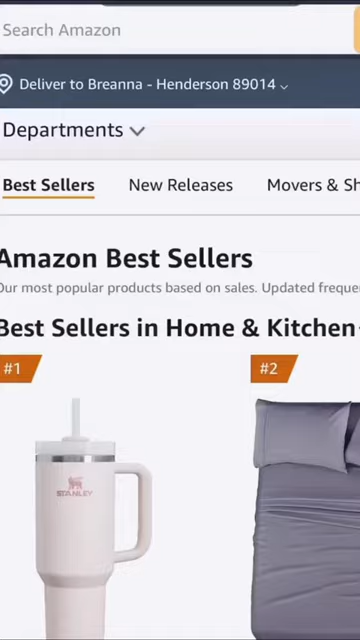 Search Amazon
Deliver to Breanna - Henderson 89014
Departments
Best Sellers New Releases Movers &
Amazon Best Sellers
Our most popular products based on sales. Updated
Best Sellers in Home & Kitchen
#1 #2
STANLEY